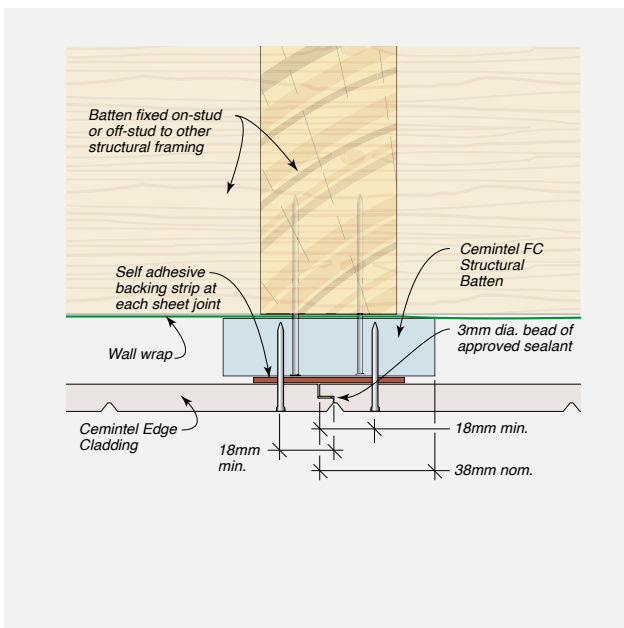 Batten fixed on-stud
or off-stud to other
structural framing
Cemintel FC
Structural
Batten
Self adhesive
backing strip at
each sheet joint
3mm dia. bead of
approved sealant
Wall wrap
Cemintel Edge
Cladding
18mm min.
18mm
min.
38mm nom.